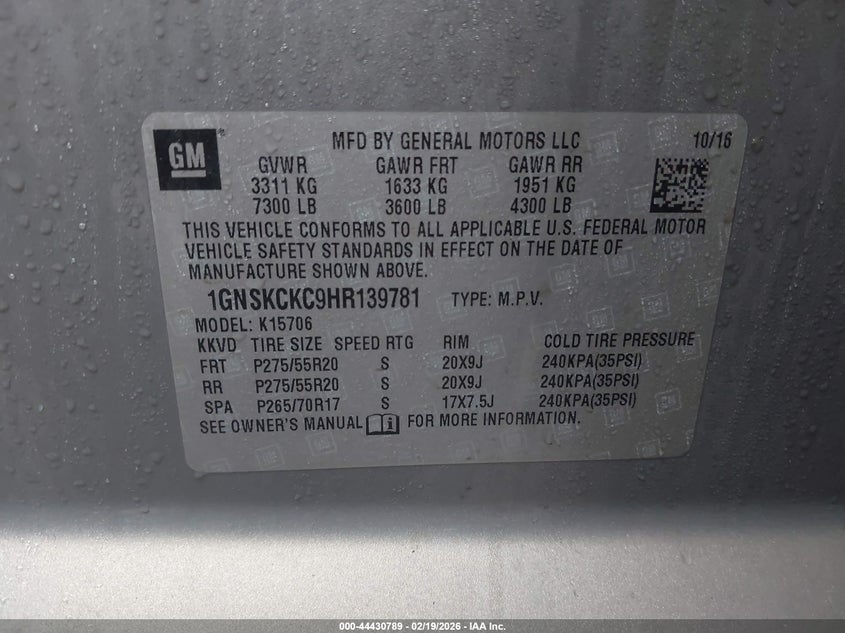 GM
MFD BY GENERAL MOTORS LLC 10/16
GVWR GAWR FRT GAWR RR
3311 KG 1633 KG 1951 KG
7300 LB 3600 LB 4300 LB
THIS VEHICLE CONFORMS TO ALL APPLICABLE U.S. FEDERAL MOTOR
VEHICLE SAFETY STANDARDS IN EFFECT ON THE DATE OF
MANUFACTURE SHOWN ABOVE.
1GNSKCKC9HR139781 TYPE: M.P.V.
MODEL: K15706
KKVD TIRE SIZE SPEED RTG RIM COLD TIRE PRESSURE
FRT P275/55R20 S 20X9J 240KPA(35PSI)
RR P275/55R20 S 20X9J 240KPA(35PSI)
SPA P265/70R17 S 17X7.5J 240KPA(35PSI)
SEE OWNER'S MANUAL FOR MORE INFORMATION.
000-44430789 - 02/19/2026 - IAA Inc.